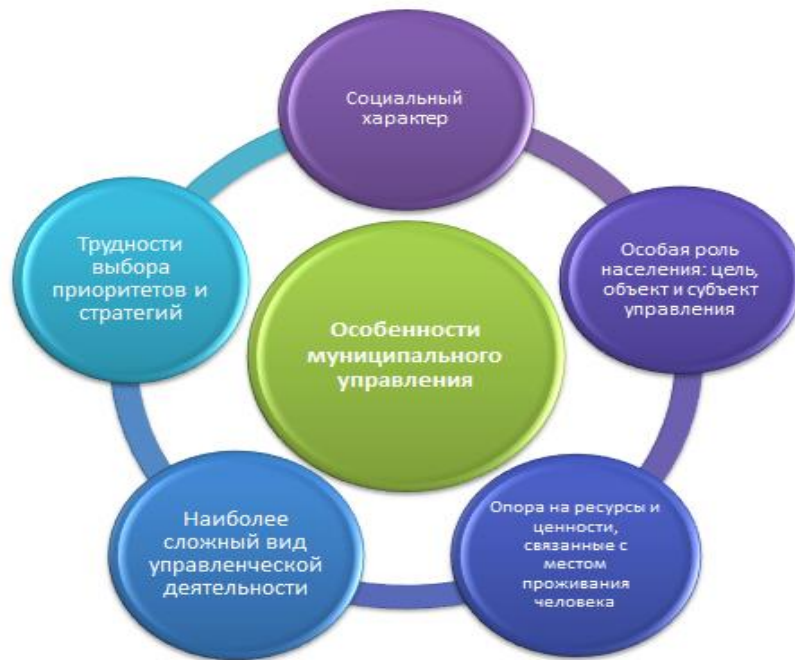 Социальный
характер
Особая роль
населения: цель,
объект и субъект
управления
Опора на ресурсы и
ценности,
связанные с
местом
проживания
человека
Наиболее
сложный вид
управленческой
деятельности
Трудности
выбора
приоритетов и
стратегий
Особенности
муниципального
управления